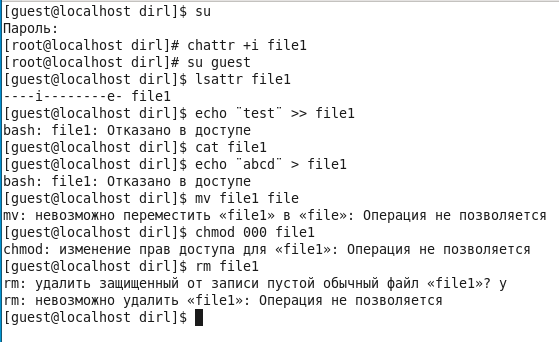 [guest@localhost dirl]$ su
Пароль:
[root@localhost dirl]# chattr +i file1
[root@localhost dirl]# su guest
[guest@localhost dirl]$ lsattr file1
----i--------e- file1
[guest@localhost dirl]$ echo ¨test¨ >> file1
bash: file1: Отказано в доступе
[guest@localhost dirl]$ cat file1
[guest@localhost dirl]$ echo ¨abcd¨ > file1
bash: file1: Отказано в доступе
[guest@localhost dirl]$ mv file1 file
mv: невозможно переместить «file1» в «file»: Операция не позволяется
[guest@localhost dirl]$ chmod 000 file1
chmod: изменение прав доступа для «file1»: Операция не позволяется
[guest@localhost dirl]$ rm file1
rm: удалить защищенный от записи пустой обычный файл «file1»? y
rm: невозможно удалить «file1»: Операция не позволяется
[guest@localhost dirl]$